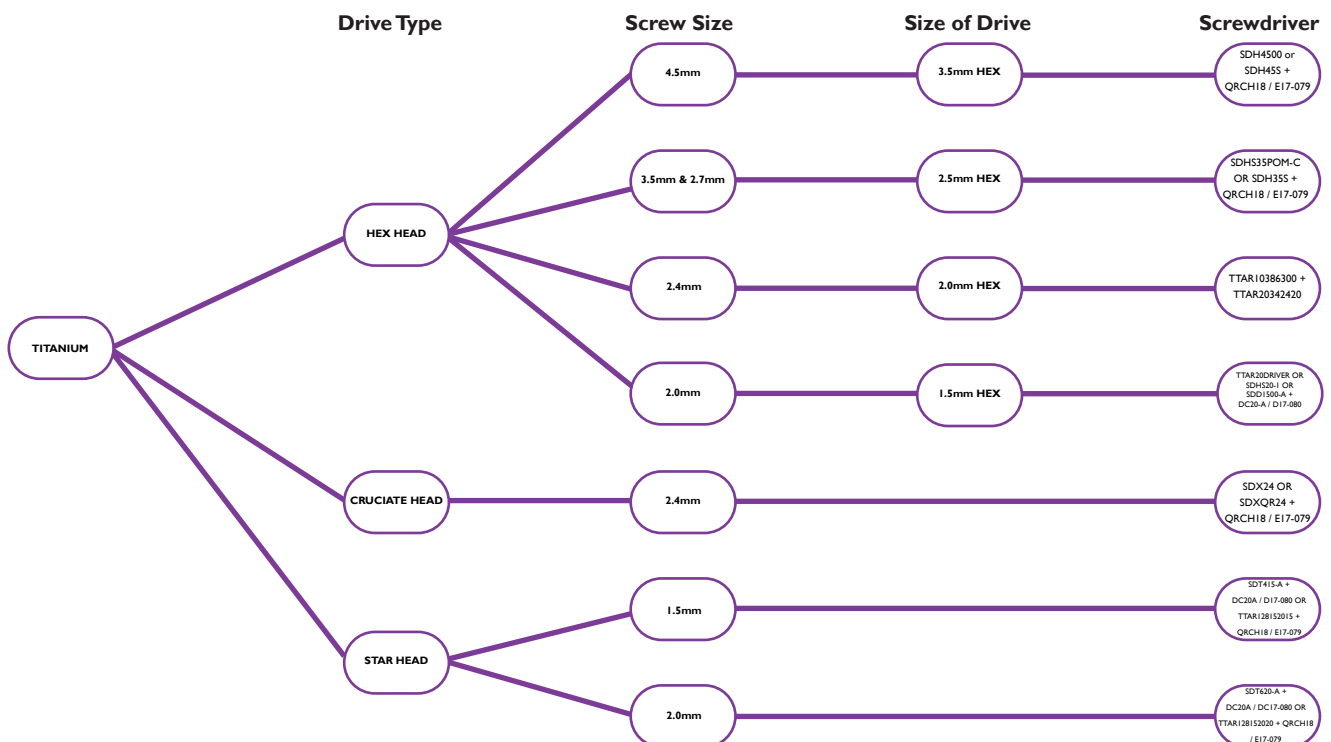 Drive Type
Screw Size
Size of Drive
Screwdriver
TITANIUM
HEX HEAD
4.5mm
3.5mm HEX
SDH4500 or
SDH45S +
QRCH18 / E17-079
3.5mm & 2.7mm
2.5mm HEX
SDHS35POM-C
OR SDH35S +
QRCH18 / E17-079
2.4mm
2.0mm HEX
TTAR10386300 +
TTAR20342420
2.0mm
1.5mm HEX
TTAR20DRIVER OR
SDHS20-1 OR
SDD1500-A +
DC20-A / D17-080
CRUCIATE HEAD
2.4mm
SDX24 OR
SDXQR24 +
QRCH18 / E17-079
STAR HEAD
1.5mm
SDT415-A +
DC20A / D17-080 OR
TTAR128152015 +
QRCH18 / E17-079
2.0mm
SDT620-A +
DC20A / DC17-080 OR
TTAR128152020 + QRCH18
/ E17-079